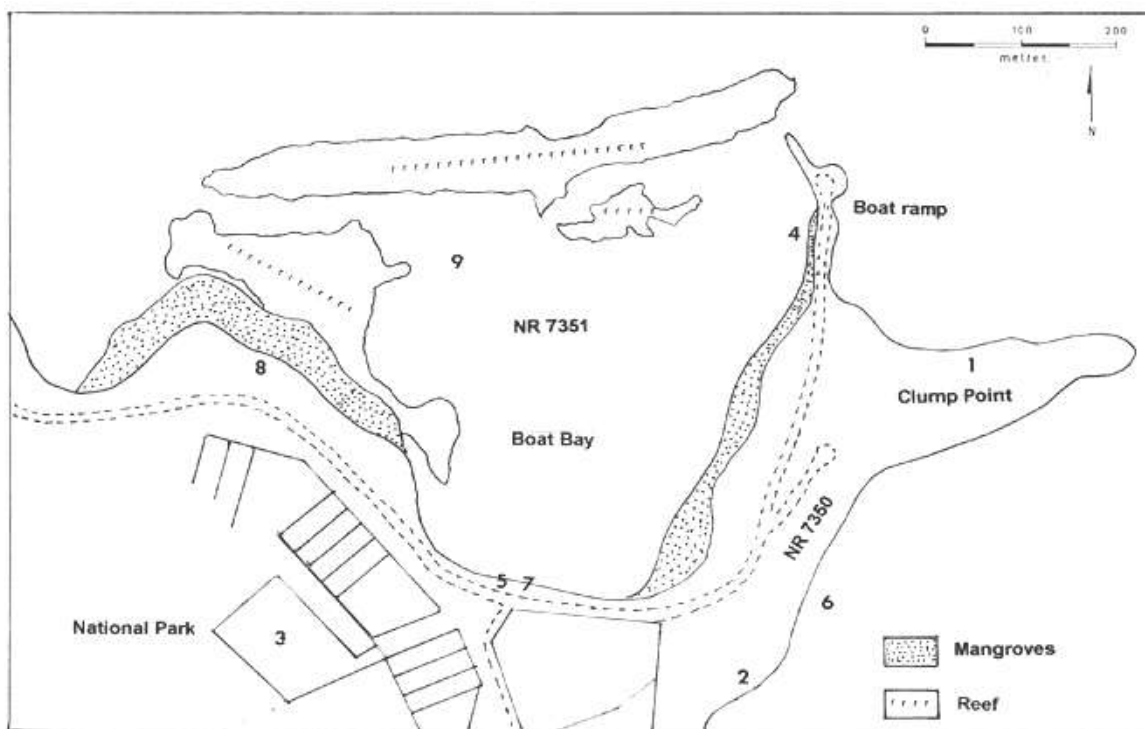 0 100 200
metres
N
Boat ramp
4
9
NR 7351
1
8
Clump Point
Boat Bay
NR 7350
5 7
6
National Park
3
Mangroves
2
Reef